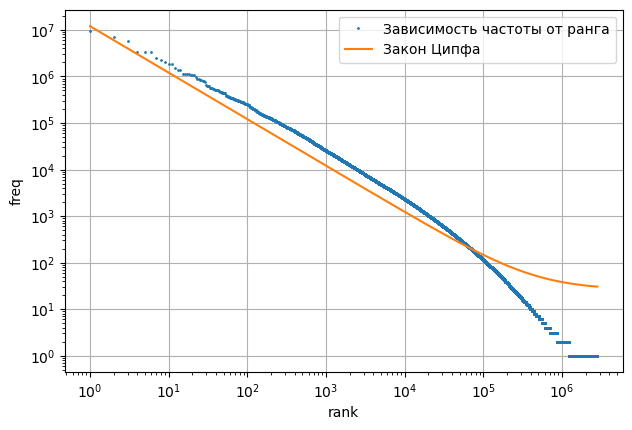 Зависимость частоты от ранга
Закон Ципфа
10⁷
10⁶
10⁵
10⁴
10³
10²
10¹
10⁰
freq
10⁰ 10¹ 10² 10³ 10⁴ 10⁵ 10⁶
rank